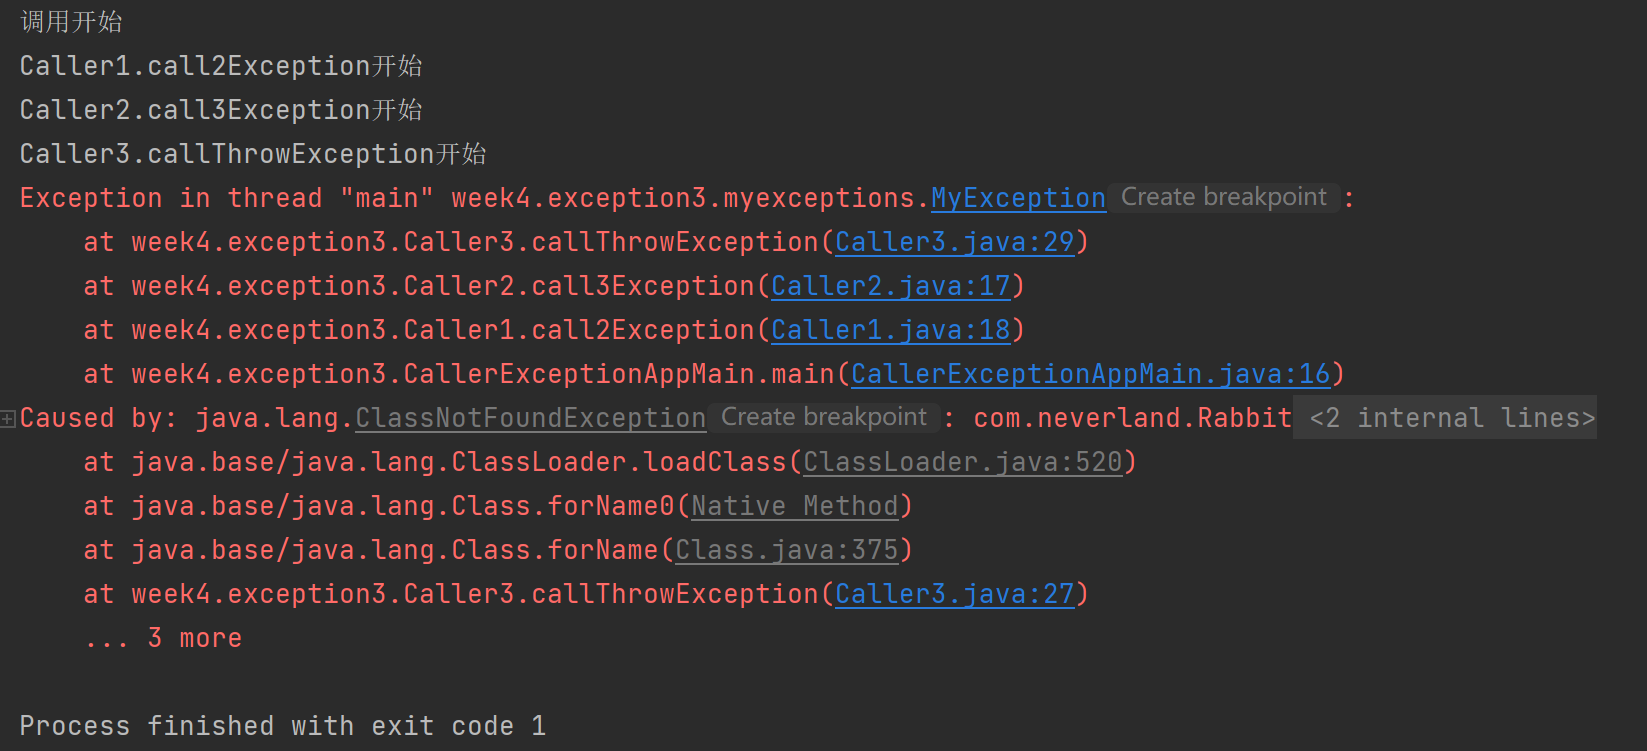 调用开始
Caller1.call2Exception开始
Caller2.call3Exception开始
Caller3.callThrowException开始
Exception in thread "main" week4.exception3.myexceptions.MyException Create breakpoint :
at week4.exception3.Caller3.callThrowException(Caller3.java:29)
at week4.exception3.Caller2.call3Exception(Caller2.java:17)
at week4.exception3.Caller1.call2Exception(Caller1.java:18)
at week4.exception3.CallerExceptionAppMain.main(CallerExceptionAppMain.java:16)
Caused by: java.lang.ClassNotFoundException Create breakpoint : com.neverland.Rabbit <2 internal lines>
at java.base/java.lang.ClassLoader.loadClass(ClassLoader.java:520)
at java.base/java.lang.Class.forName0(Native Method)
at java.base/java.lang.Class.forName(Class.java:375)
at week4.exception3.Caller3.callThrowException(Caller3.java:27)
... 3 more
Process finished with exit code 1